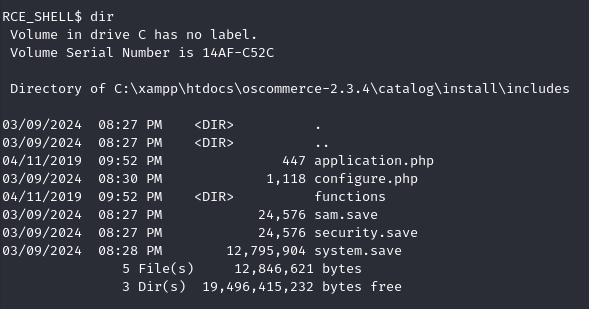 RCE_SHELL$ dir
 Volume in drive C has no label.
 Volume Serial Number is 14AF-C52C

 Directory of C:\xampp\htdocs\oscommerce-2.3.4\catalog\install\includes

03/09/2024  08:27 PM    <DIR>          .
03/09/2024  08:27 PM    <DIR>          ..
04/11/2019  09:52 PM               447 application.php
03/09/2024  08:30 PM             1,118 configure.php
04/11/2019  09:52 PM    <DIR>          functions
03/09/2024  08:27 PM            24,576 sam.save
03/09/2024  08:27 PM            24,576 security.save
03/09/2024  08:28 PM        12,795,904 system.save
               5 File(s)     12,846,621 bytes
               3 Dir(s)  19,496,415,232 bytes free